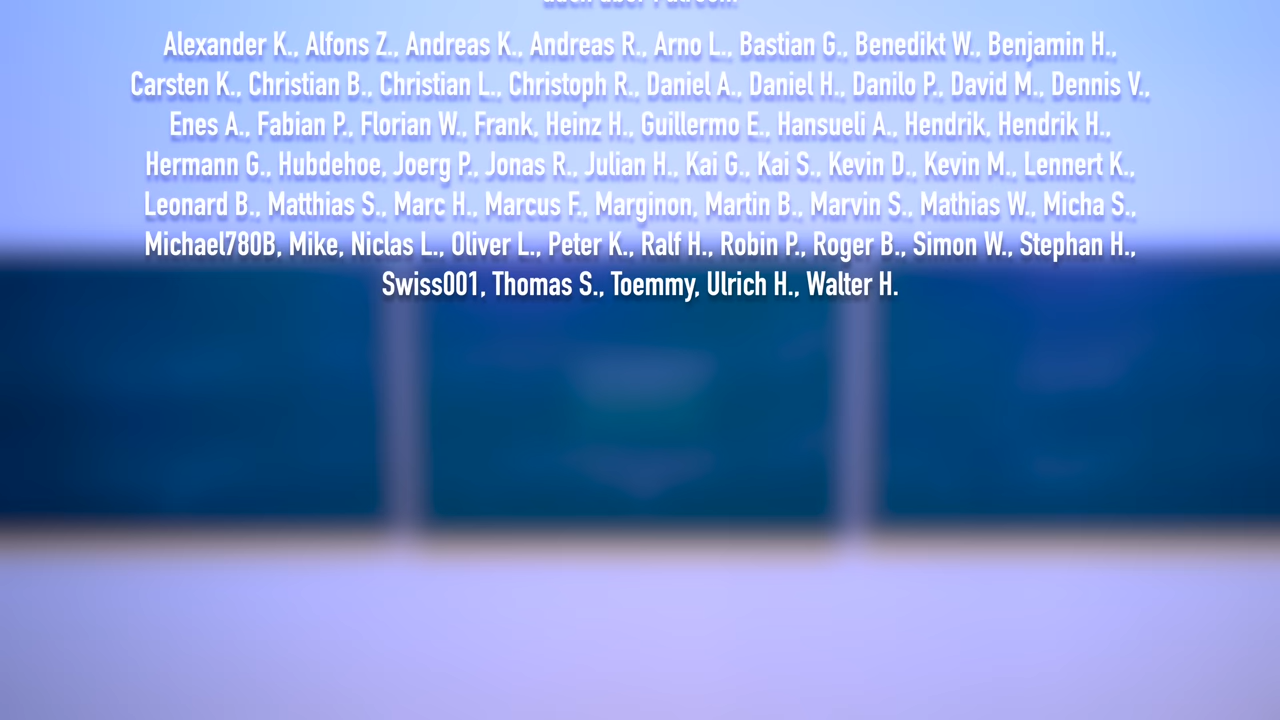 auch über Patreon:
Alexander K., Alfons Z., Andreas K., Andreas R., Arno L., Bastian G., Benedikt W., Benjamin H.,
Carsten K., Christian B., Christian L., Christoph R., Daniel A., Daniel H., Danilo P., David M., Dennis V.,
Enes A., Fabian P., Florian W., Frank, Heinz H., Guillermo E., Hansueli A., Hendrik, Hendrik H.,
Hermann G., Hubdehoe, Joerg P., Jonas R., Julian H., Kai G., Kai S., Kevin D., Kevin M., Lennert K.,
Leonard B., Matthias S., Marc H., Marcus F., Marginon, Martin B., Marvin S., Mathias W., Micha S.,
Michael780B, Mike, Niclas L., Oliver L., Peter K., Ralf H., Robin P., Roger B., Simon W., Stephan H.,
Swiss001, Thomas S., Toemmy, Ulrich H., Walter H.